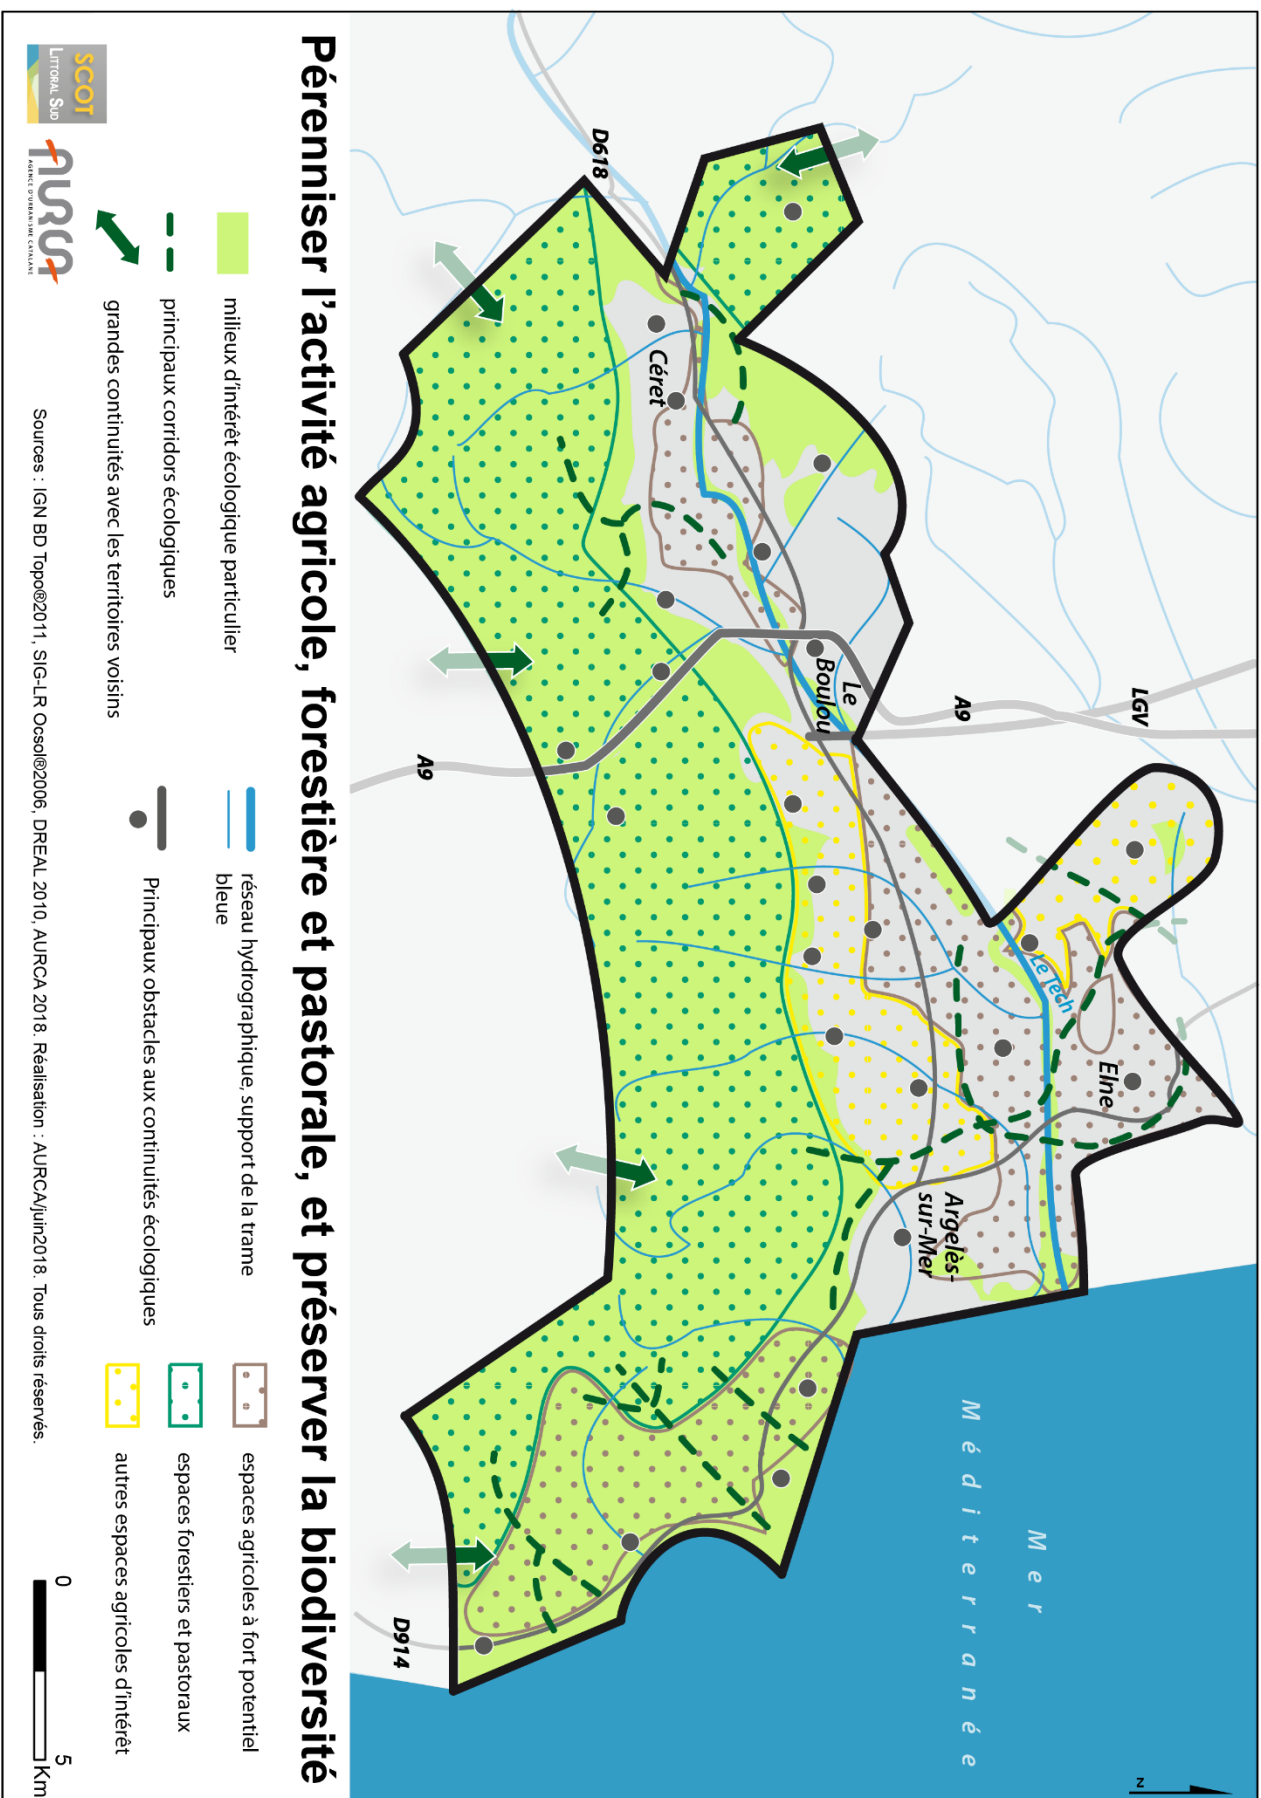 LGV
A9
D618
Céret
Le
Boulou
Le Tech
Elne
Argelès-
sur-Mer
Mer
Méditerranée
A9
D914
N
Pérenniser l'activité agricole, forestière et pastorale, et préserver la biodiversité
milieux d'intérêt écologique particulier
principaux corridors écologiques
grandes continuités avec les territoires voisins
réseau hydrographique, support de la trame
bleue
Principaux obstacles aux continuités écologiques
espaces agricoles à fort potentiel
espaces forestiers et pastoraux
autres espaces agricoles d'intérêt
SCOT
LITTORAL SUD
AURCA
AGENCE D'URBANISME CATALANE
Sources : IGN BD Topo®2011, SIG-LR Ocsol®2006, DREAL 2010, AURCA 2018. Réalisation : AURCA/juin2018. Tous droits réservés.
0 5
Km